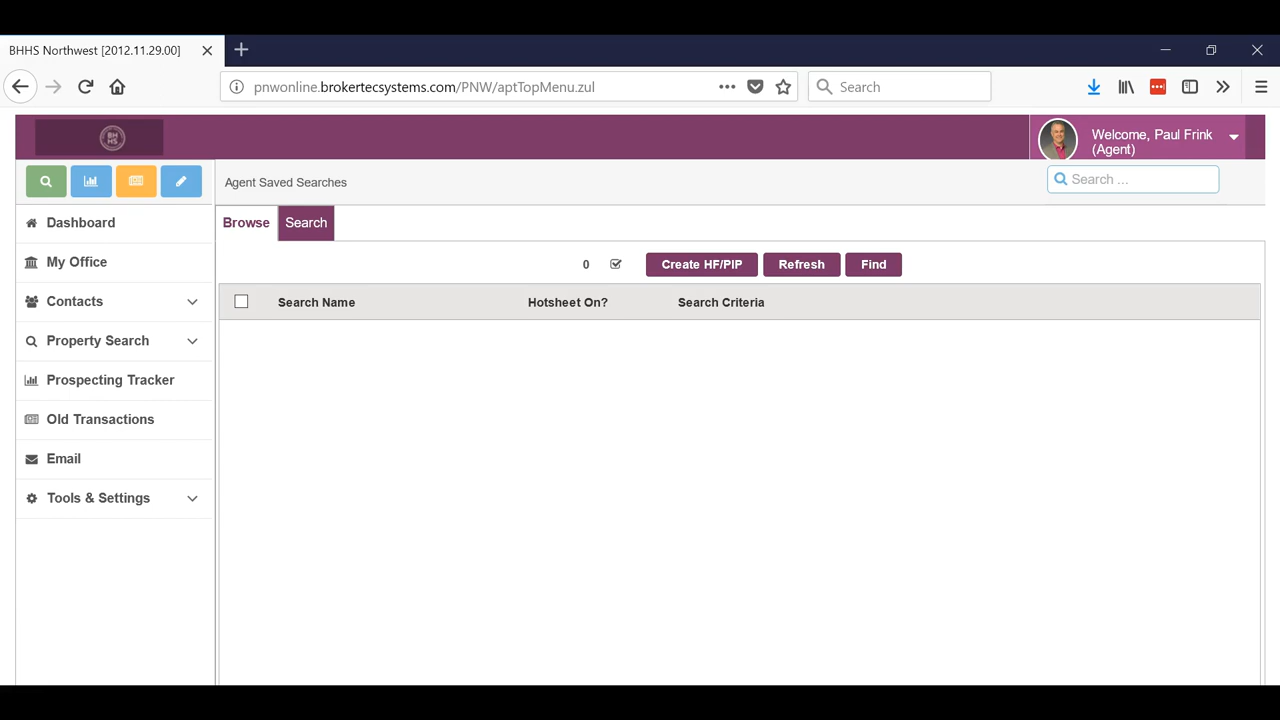 BHHS Northwest [2012.11.29.00]
pnwonline.brokertecsystems.com/PNW/aptTopMenu.zul
Search
BH
HS
Welcome, Paul Frink
(Agent)
Agent Saved Searches
Search ...
Dashboard
My Office
Contacts
Property Search
Prospecting Tracker
Old Transactions
Email
Tools & Settings
Browse
Search
0
Create HF/PIP
Refresh
Find
Search Name
Hotsheet On?
Search Criteria